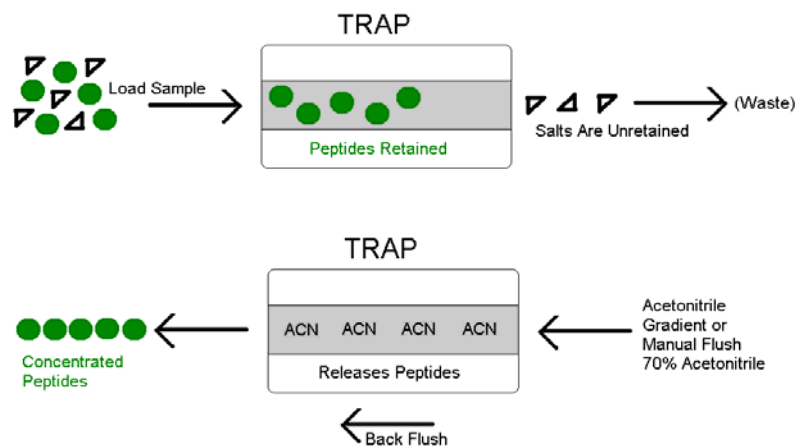 TRAP
Load Sample
Peptides Retained
Salts Are Unretained
(Waste)
TRAP
ACN ACN ACN ACN
Releases Peptides
Concentrated
Peptides
Acetonitrile
Gradient or
Manual Flush
70% Acetonitrile
Back Flush